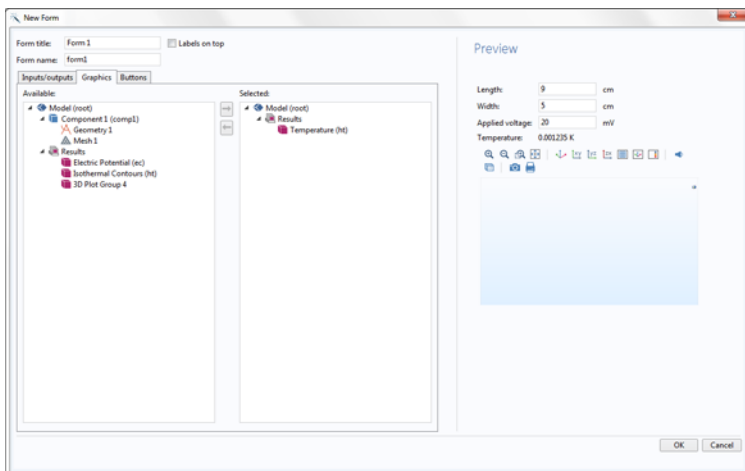 New Form
Form title: Form 1 Labels on top
Form name: form1
Inputs/outputs Graphics Buttons
Available:
Model (root)
Component 1 (comp1)
Geometry 1
Mesh 1
Results
Electric Potential (ec)
Isothermal Contours (ht)
3D Plot Group 4
Selected:
Model (root)
Results
Temperature (ht)
Preview
Length: 9 cm
Width: 5 cm
Applied voltage: 20 mV
Temperature: 0.001235 K
OK Cancel